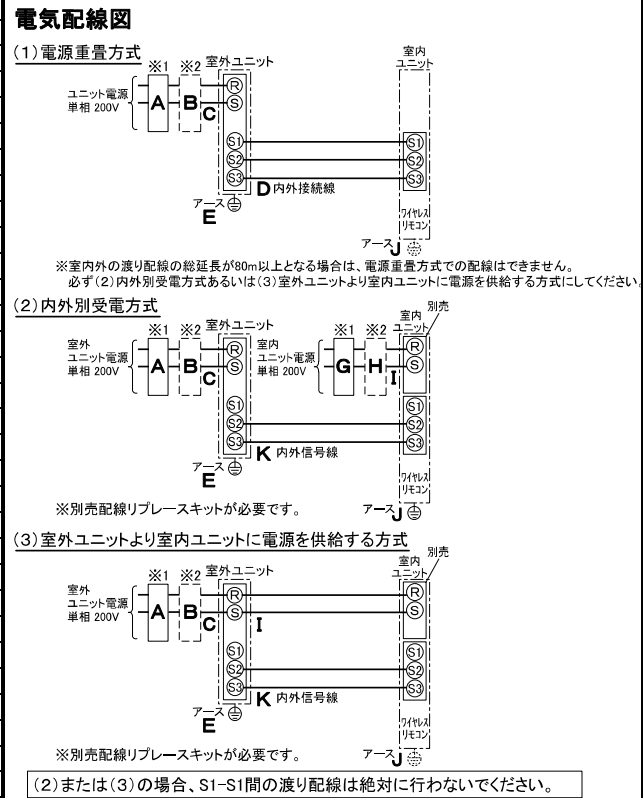 電気配線図
(1)電源重畳方式
※1 ※2 室外ユニット
室内
ユニット
ユニット電源
単相 200V
A B C
R
S
S1 S1
S2 S2
S3 S3
D 内外接続線
アース
E
ワイヤレス
リモコン
アース J
※室内外の渡り配線の総延長が80m以上となる場合は、電源重畳方式での配線はできません。
必ず(2)内外別受電方式あるいは(3)室外ユニットより室内ユニットに電源を供給する方式にしてください。
(2)内外別受電方式
※1 ※2 室外ユニット
※1 ※2 室内
ユニット
別売
室外
ユニット電源
単相 200V
A B C
R
S
室内
ユニット電源
単相 200V
G H I
R
S
S1 S1
S2 S2
S3 S3
K 内外信号線
アース
E
ワイヤレス
リモコン
※別売配線リプレースキットが必要です。
アース J
(3)室外ユニットより室内ユニットに電源を供給する方式
※1 ※2 室外ユニット
室内
ユニット
別売
室外
ユニット電源
単相 200V
A B C
R R
S S
I
S1 S1
S2 S2
S3 S3
K 内外信号線
アース
E
ワイヤレス
リモコン
※別売配線リプレースキットが必要です。
アース J
(2)または(3)の場合、S1-S1間の渡り配線は絶対に行わないでください。